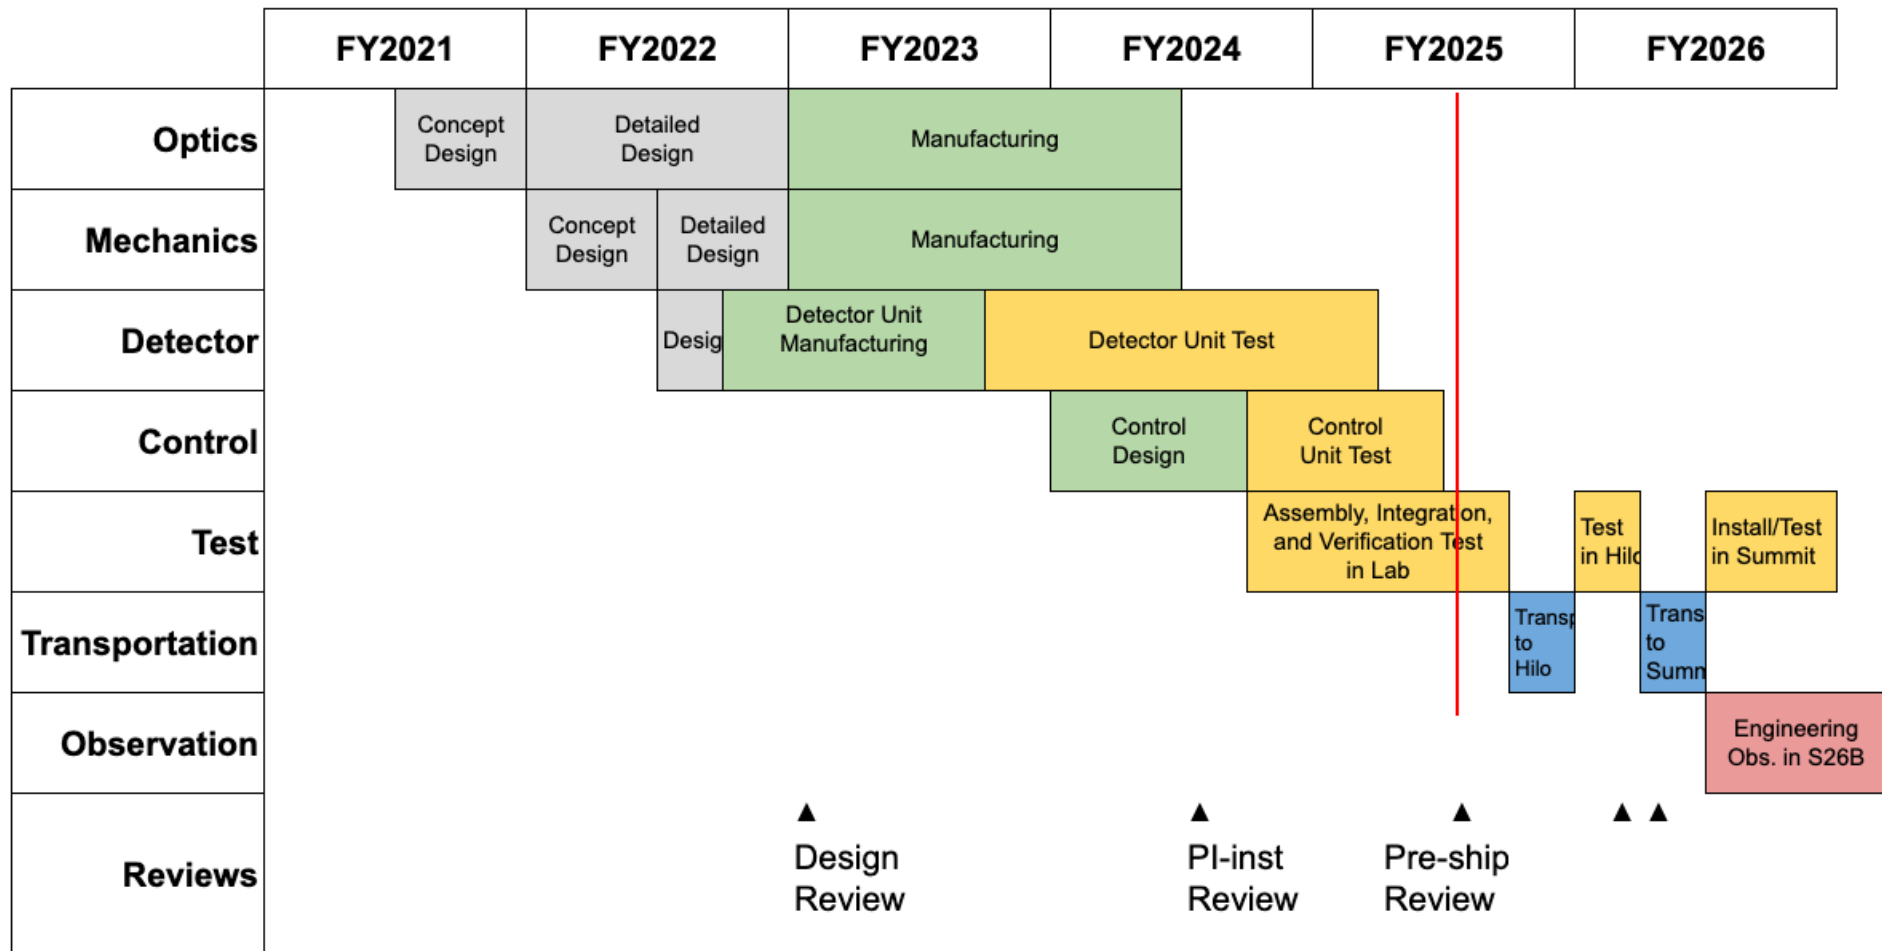 FY2021 FY2022 FY2023 FY2024 FY2025 FY2026
Optics
Concept
Design
Detailed
Design
Manufacturing
Mechanics
Concept
Design
Detailed
Design
Manufacturing
Detector
Desig
Detector Unit
Manufacturing
Detector Unit Test
Control
Control
Design
Control
Unit Test
Test
Assembly, Integration,
and Verification Test
in Lab
Test
in Hilo
Install/Test
in Summit
Transportation
Transp
to
Hilo
Trans
to
Summ
Observation
Engineering
Obs. in S26B
Reviews
▲ ▲ ▲ ▲ ▲
Design
Review
PI-inst
Review
Pre-ship
Review